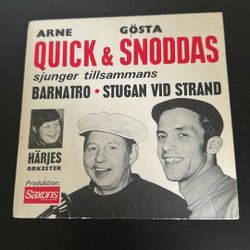 ARNE GÖSTA
QUICK & SNODDAS
sjunger tillsammans
BARNATRO • STUGAN VID STRAND
HÄRJES
ORKESTER
Produktion:
Saxons